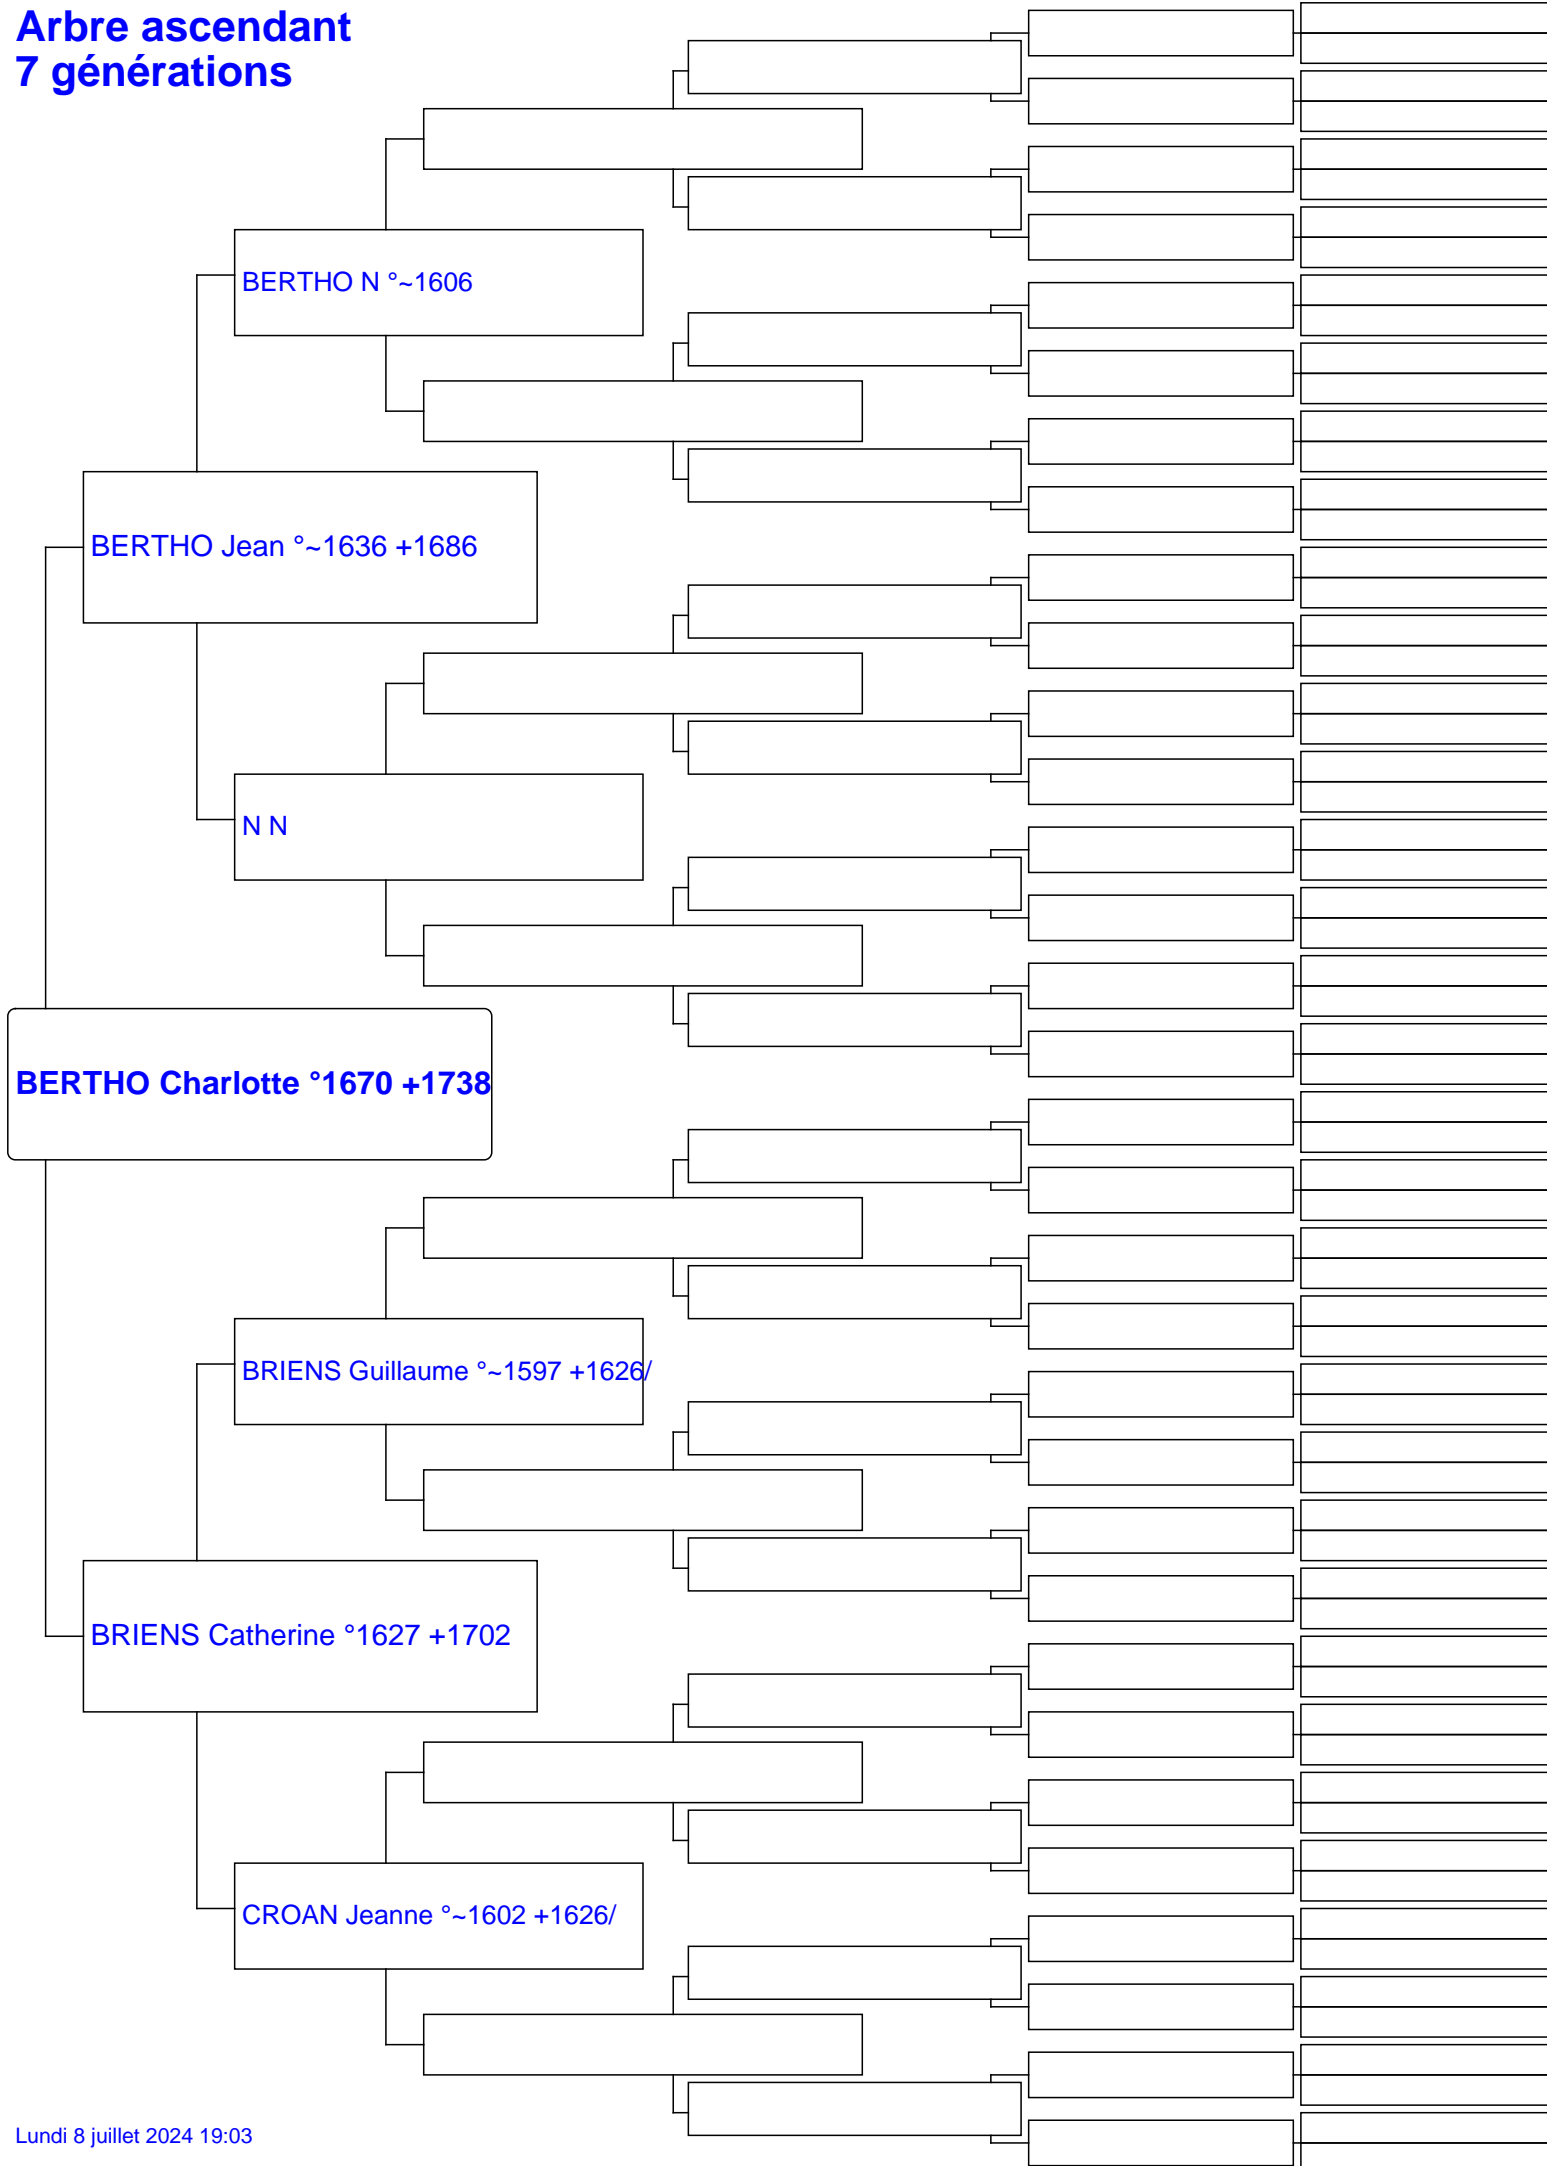 Arbre ascendant
7 générations
BERTHO N °~1606
BERTHO Jean °~1636 +1686
N N
BERTHO Charlotte °1670 +1738
BRIENS Guillaume °~1597 +1626/
BRIENS Catherine °1627 +1702
CROAN Jeanne °~1602 +1626/
Lundi 8 juillet 2024 19:03